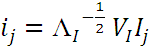 i_j = Λ_I^{-1/2} V_I I_j